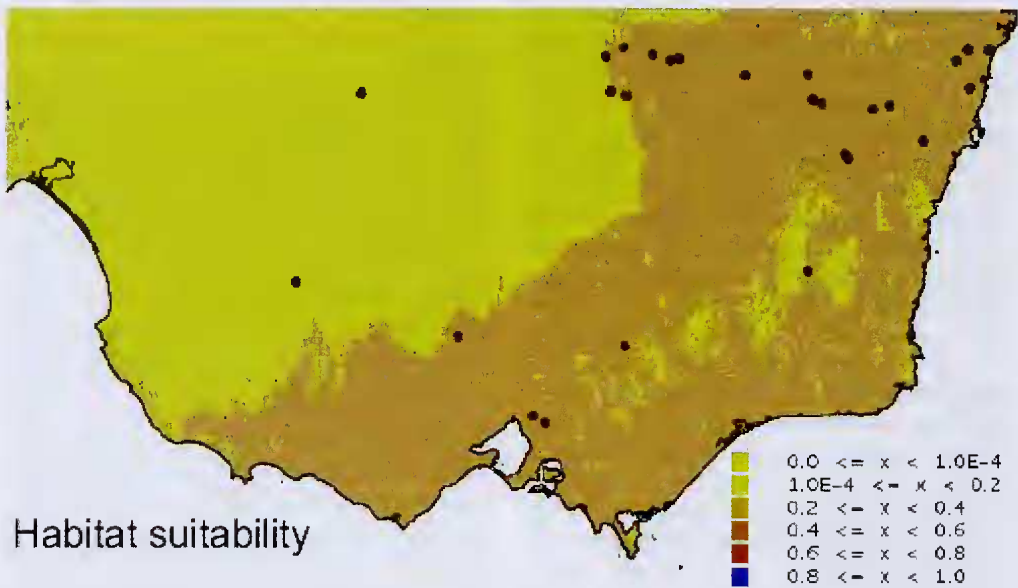 0.0 <= x < 1.0E-4
1.0E-4 <= x < 0.2
0.2 <= x < 0.4
0.4 <= x < 0.6
0.6 <= x < 0.8
0.8 <= x < 1.0
Habitat suitability